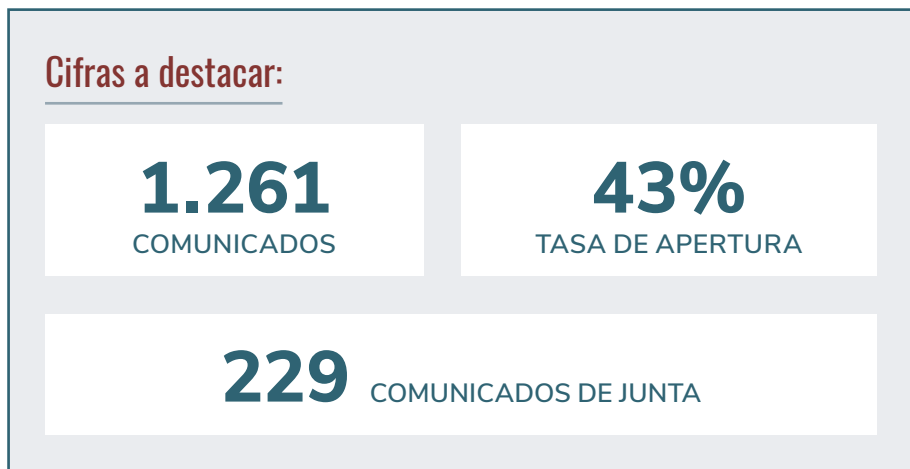 Cifras a destacar:
1.261
COMUNICADOS
43%
TASA DE APERTURA
229 COMUNICADOS DE JUNTA